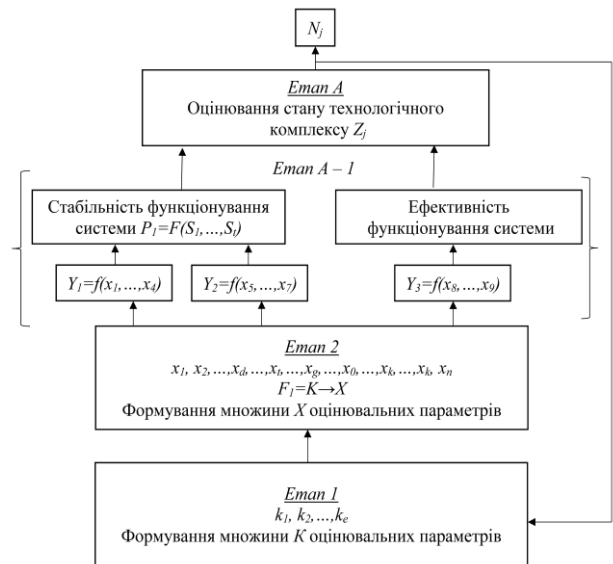 Nj
Етап А
Оцінювання стану технологічного
комплексу Zj
Етап А – 1
Стабільність функціонування
системи P1=F(S1,...,St)
Ефективність
функціонування системи
Y1=f(x1,...,x4)
Y2=f(x5,...,x7)
Y3=f(x8,...,x9)
Етап 2
x1, x2,...,xd,...,xt,...,xg,...,x0,...,xk,...,xk, xn
F1=K→X
Формування множини X оцінювальних параметрів
Етап 1
k1, k2,...,ke
Формування множини K оцінювальних параметрів